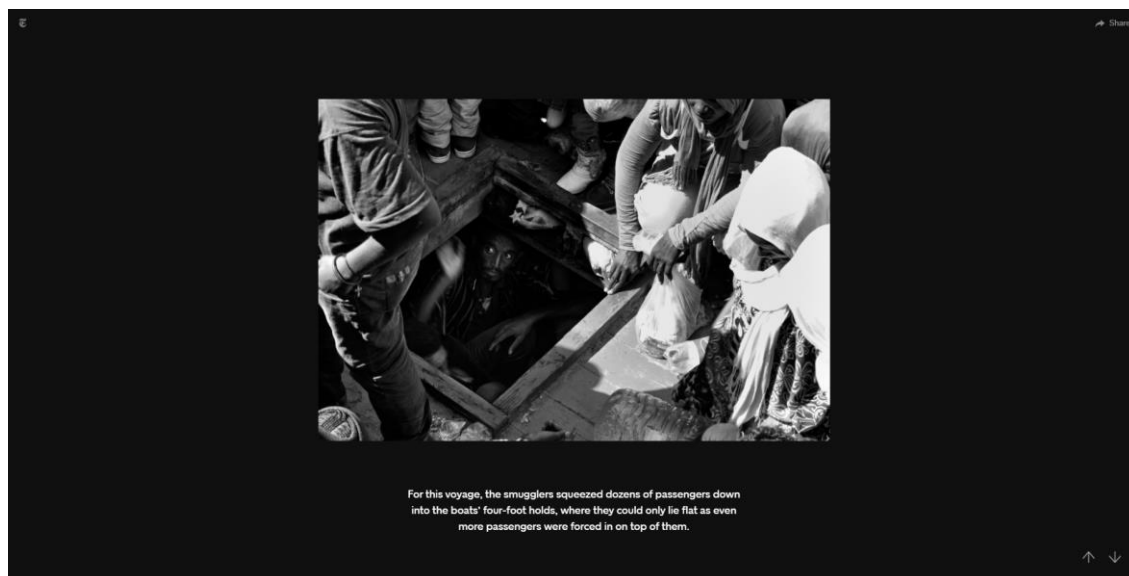 Share
For this voyage, the smugglers squeezed dozens of passengers down
into the boats' four-foot holds, where they could only lie flat as even
more passengers were forced in on top of them.